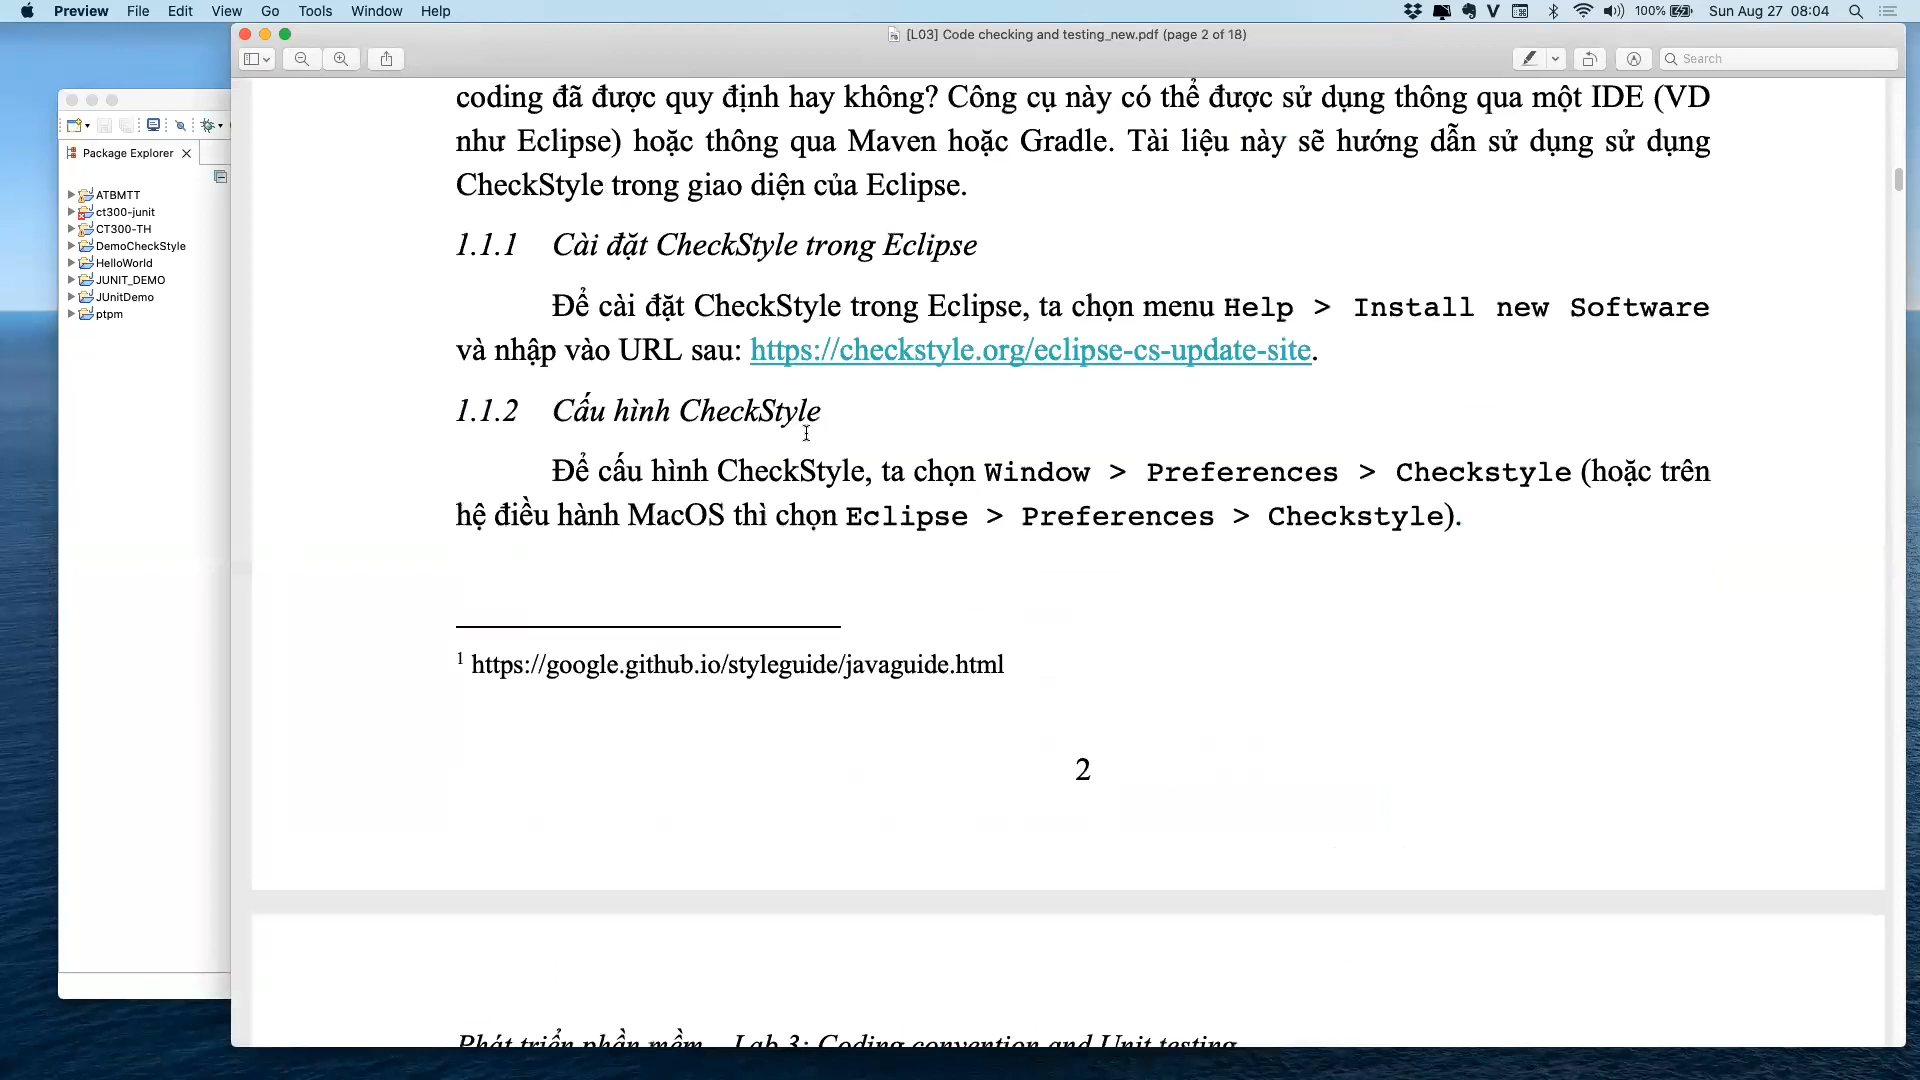 Preview File Edit View Go Tools Window Help 100% Sun Aug 27 08:04
[L03] Code checking and testing_new.pdf (page 2 of 18)
Search
Package Explorer
ATBMTT
ct300-junit
CT300-TH
DemoCheckStyle
HelloWorld
JUNIT_DEMO
JUnitDemo
ptpm
coding đã được quy định hay không? Công cụ này có thể được sử dụng thông qua một IDE (VD
như Eclipse) hoặc thông qua Maven hoặc Gradle. Tài liệu này sẽ hướng dẫn sử dụng sử dụng
CheckStyle trong giao diện của Eclipse.
1.1.1 Cài đặt CheckStyle trong Eclipse
Để cài đặt CheckStyle trong Eclipse, ta chọn menu Help > Install new Software
và nhập vào URL sau: https://checkstyle.org/eclipse-cs-update-site.
1.1.2 Cấu hình CheckStyle
Để cấu hình CheckStyle, ta chọn Window > Preferences > Checkstyle (hoặc trên
hệ điều hành MacOS thì chọn Eclipse > Preferences > Checkstyle).
1 https://google.github.io/styleguide/javaguide.html
2
Phát triển phần mềm – Lab 3: Coding convention and Unit testing